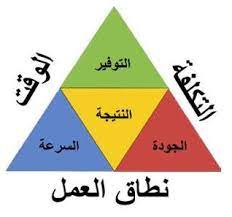 التوفير
الوقت
التكلفة
النتيجة
الجودة
السرعة
نطاق العمل